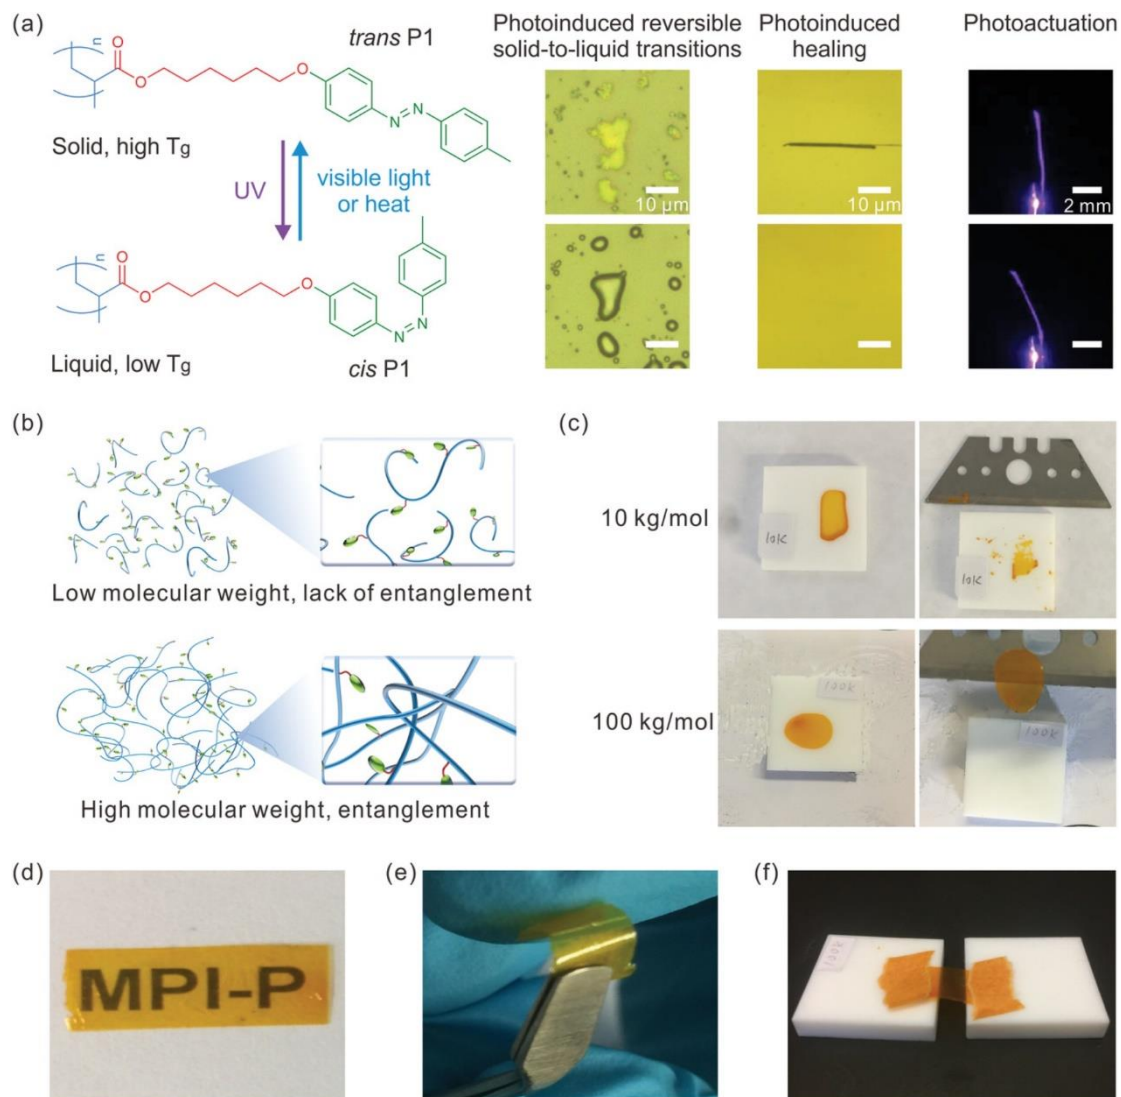 (a)
trans P1
n
O
O
O
N
N
Solid, high Tg
UV
visible light
or heat
n
O
O
O
N
N
Liquid, low Tg
cis P1
Photoinduced reversible
solid-to-liquid transitions
10 µm
Photoinduced
healing
10 µm
Photoactuation
2 mm
(b)
Low molecular weight, lack of entanglement
High molecular weight, entanglement
(c)
10 kg/mol
10K
10K
100 kg/mol
100K
100K
(d)
MPI-P
(e)
(f)
100K